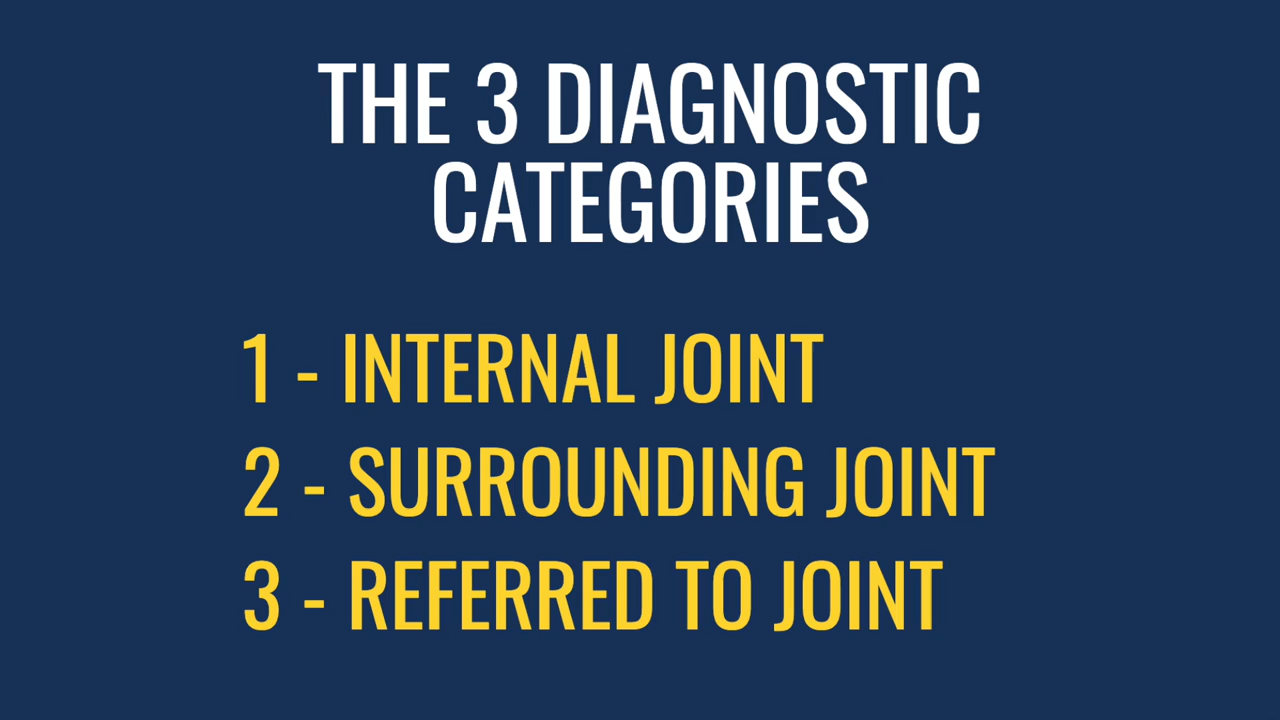 THE 3 DIAGNOSTIC
CATEGORIES
1 - INTERNAL JOINT
2 - SURROUNDING JOINT
3 - REFERRED TO JOINT